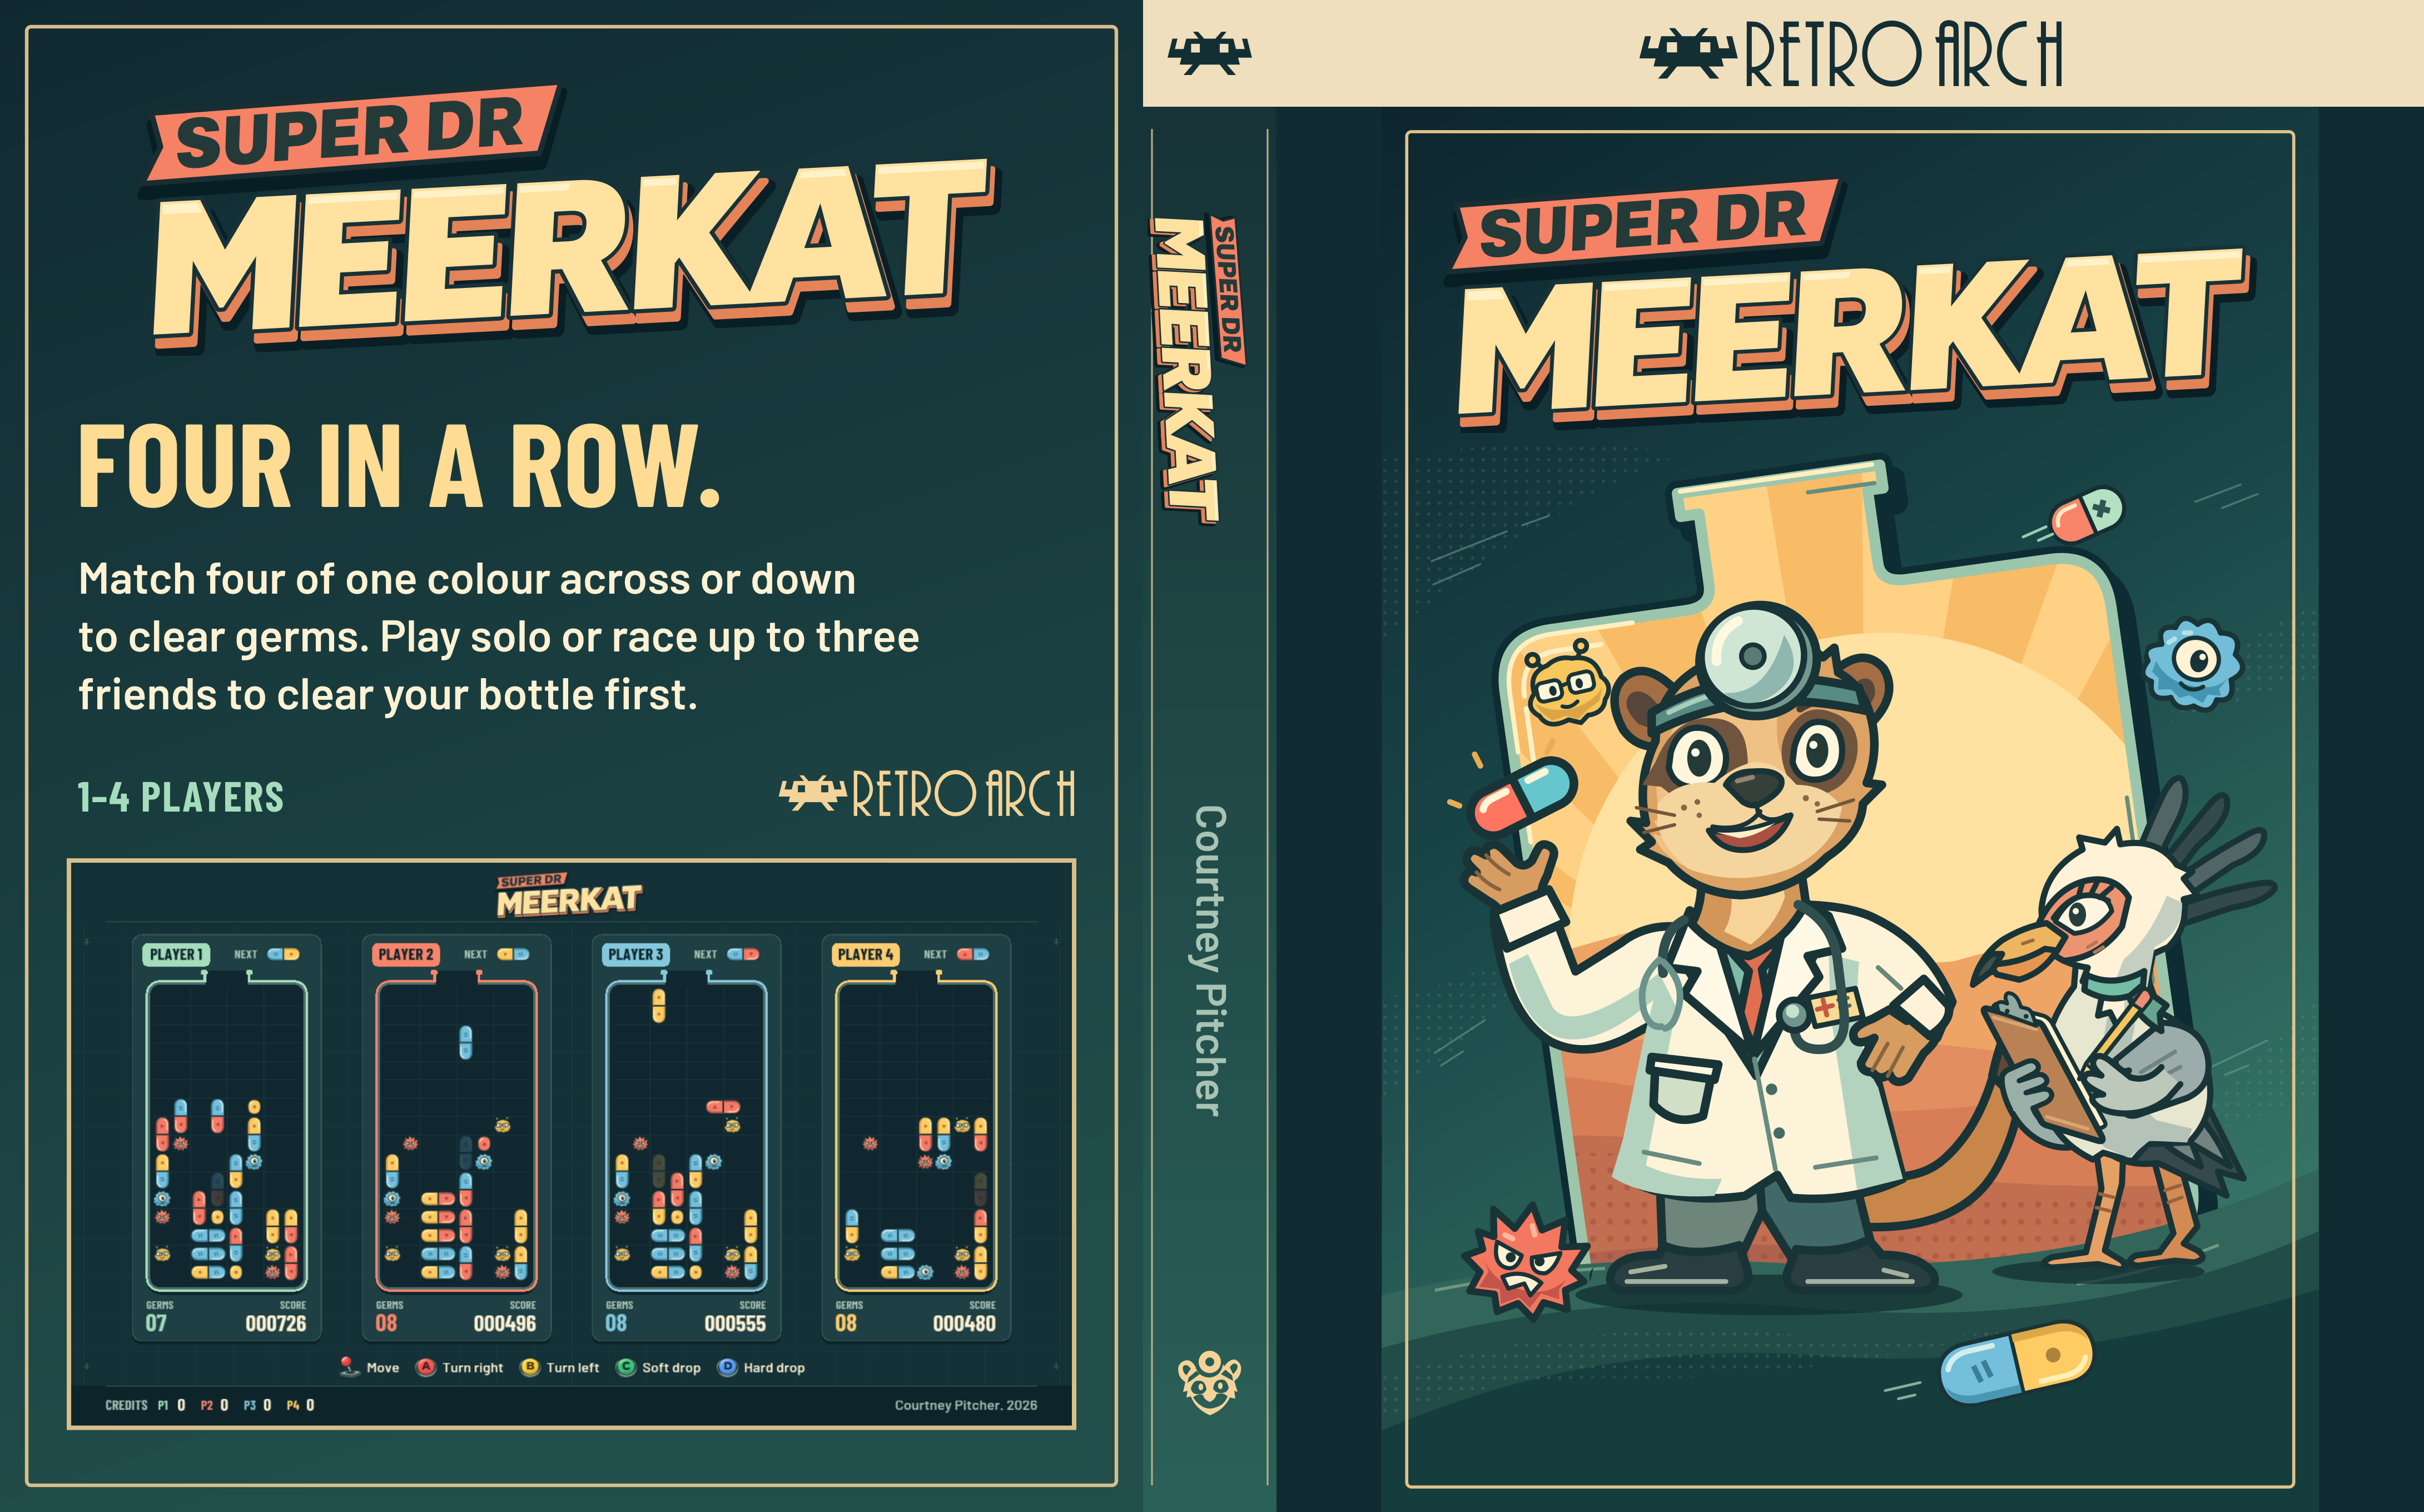 SUPER DR
MEERKAT
FOUR IN A ROW.
Match four of one colour across or down
to clear germs. Play solo or race up to three
friends to clear your bottle first.
1–4 PLAYERS
RETROARCH
SUPER DR
MEERKAT
PLAYER 1 NEXT
PLAYER 2 NEXT
PLAYER 3 NEXT
PLAYER 4 NEXT
GERMS SCORE
07 000726
GERMS SCORE
08 000496
GERMS SCORE
08 000555
GERMS SCORE
08 000480
Move A Turn right B Turn left C Soft drop D Hard drop
CREDITS P1 0 P2 0 P3 0 P4 0
Courtney Pitcher. 2026
SUPER DR
MEERKAT
Courtney Pitcher
RETROARCH
SUPER DR
MEERKAT